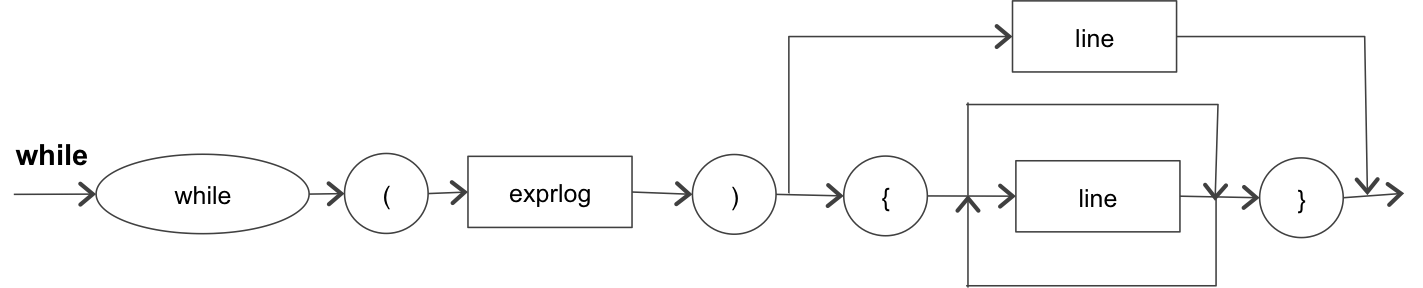 line
while
while
(
exprlog
)
{
line
}